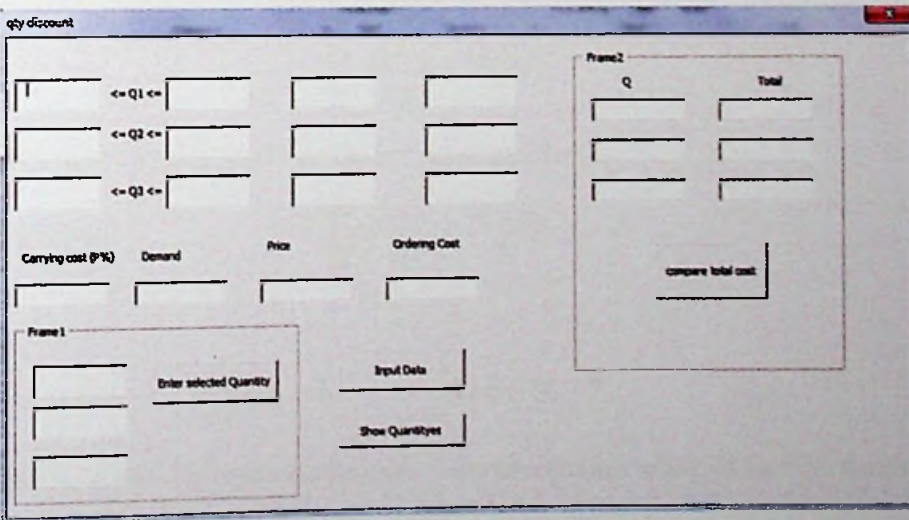 qty discount
Frame2
Q Total
<= Q1 <=
<= Q2 <=
<= Q3 <=
Carrying cost (P%) Demand Price Ordering Cost
compare total cost
Frame1
Enter selected Quantity
Input Data
Show Quantityes